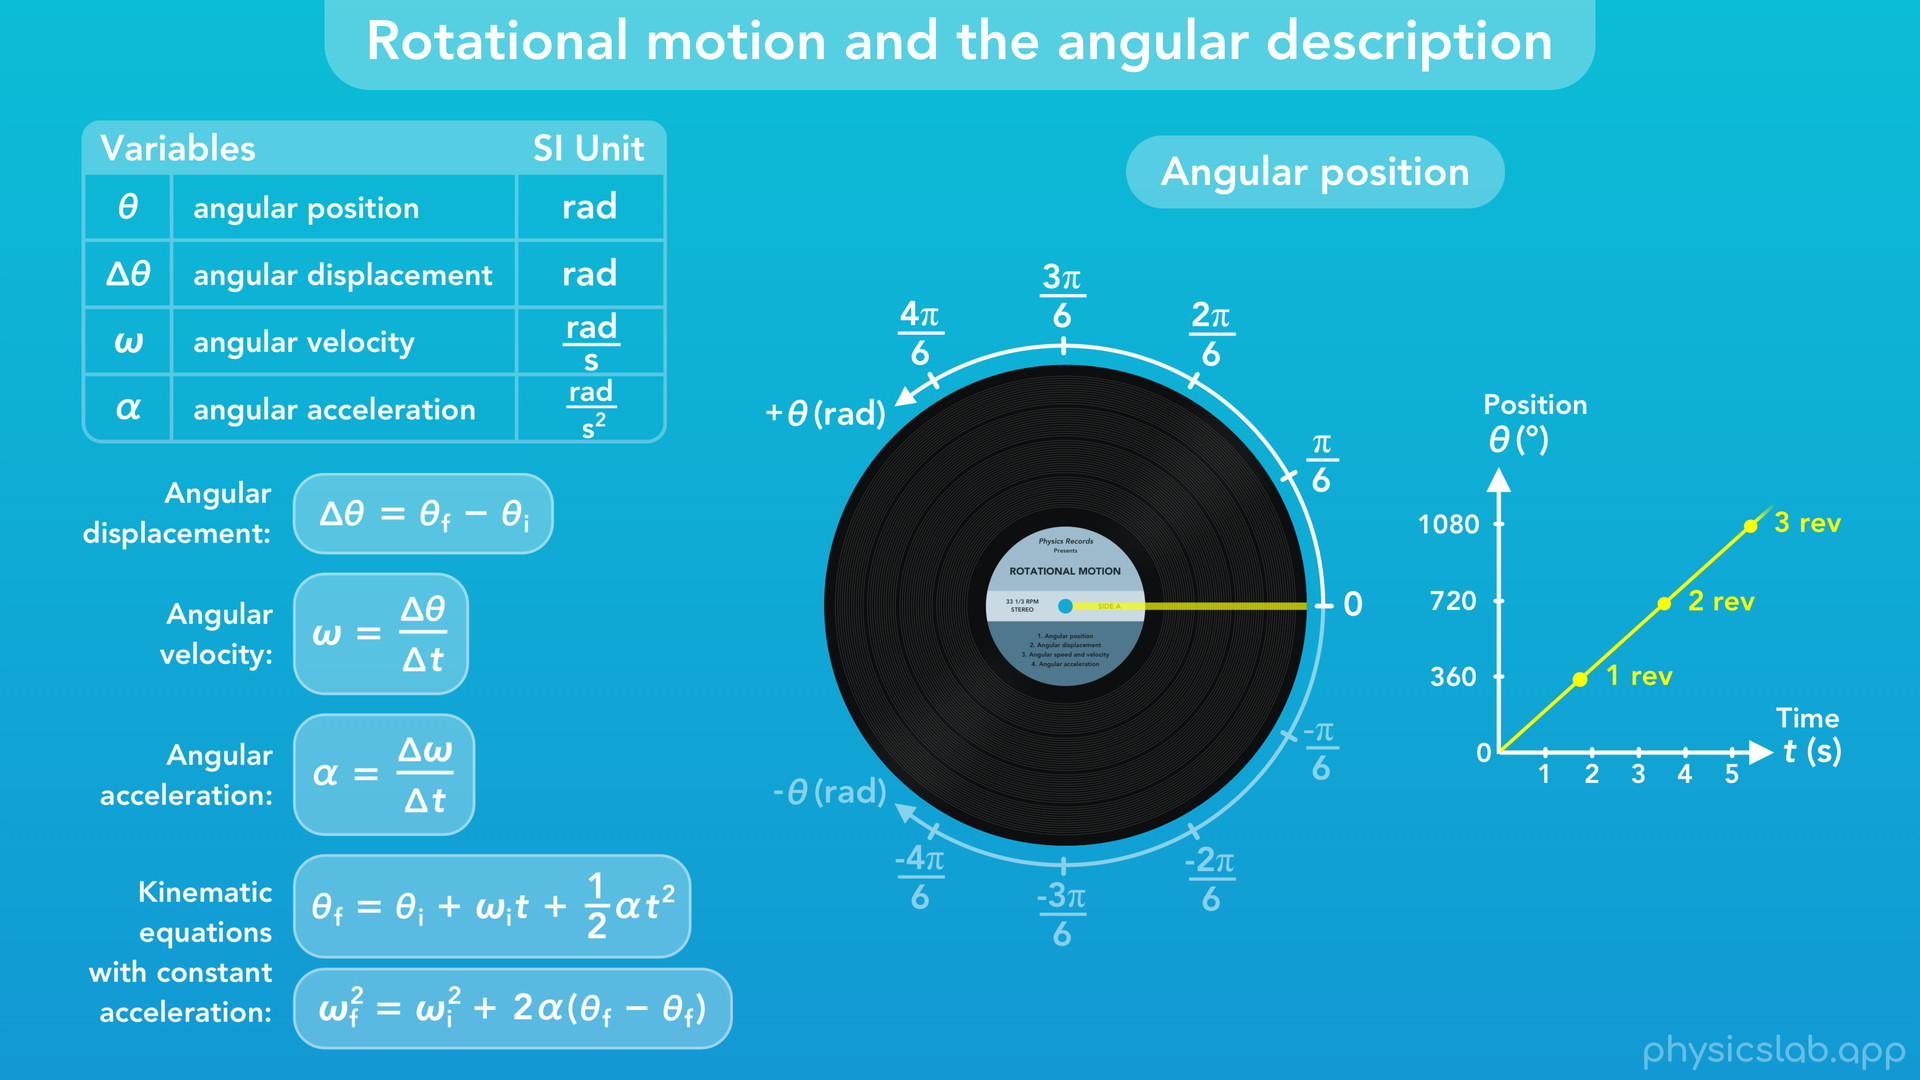 Rotational motion and the angular description
Variables SI Unit
θ angular position rad
Δθ angular displacement rad
ω angular velocity rad/s
α angular acceleration rad/s²
Angular
displacement:
Δθ = θf − θi
Angular
velocity:
ω = Δθ/Δt
Angular
acceleration:
α = Δω/Δt
Kinematic
equations
with constant
acceleration:
θf = θi + ωit + 1/2 αt²
ωf² = ωi² + 2α(θf − θf)
Angular position
+θ (rad)
4π/6
3π/6
2π/6
π/6
0
-π/6
-2π/6
-3π/6
-4π/6
-θ (rad)
Physics Records
Presents
ROTATIONAL MOTION
33 1/3 RPM
STEREO
SIDE A
1. Angular position
2. Angular displacement
3. Angular speed and velocity
4. Angular acceleration
Position
θ (°)
1080
720
360
0
3 rev
2 rev
1 rev
1 2 3 4 5
Time
t (s)
physicslab.app